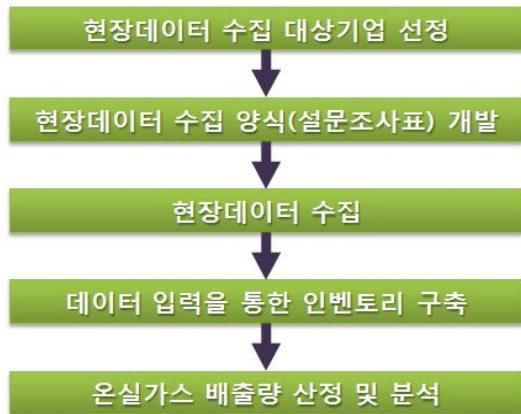 현장데이터 수집 대상기업 선정
현장데이터 수집 양식(설문조사표) 개발
현장데이터 수집
데이터 입력을 통한 인벤토리 구축
온실가스 배출량 산정 및 분석